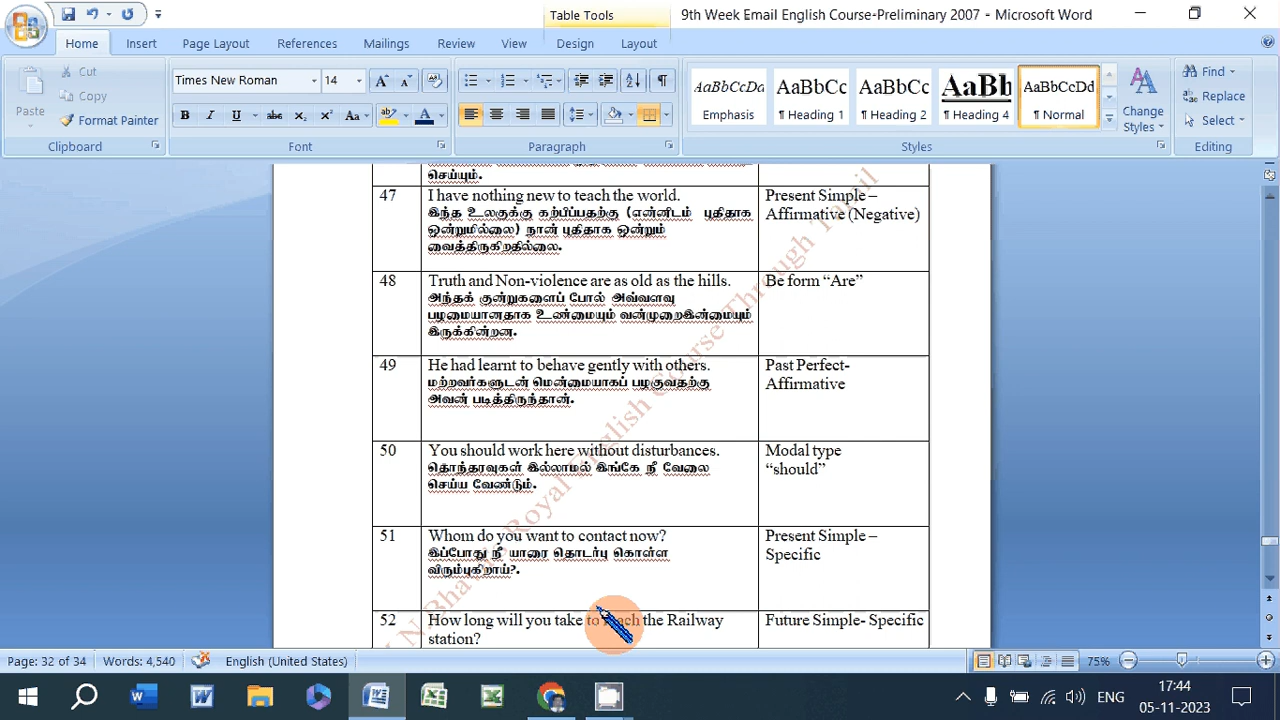 Table Tools
9th Week Email English Course-Preliminary 2007 - Microsoft Word
Home Insert Page Layout References Mailings Review View Design Layout
Paste
Cut
Copy
Format Painter
Clipboard
Times New Roman 14
Font
Paragraph
AaBbCcDa AaBbCc AaBbCc AaBb AaBbCcDd
Emphasis ¶ Heading 1 ¶ Heading 2 ¶ Heading 4 ¶ Normal
Change Styles
Styles
Find
Replace
Select
Editing
செய்யும்.
47 I have nothing new to teach the world. Present Simple –
இந்த உலகுக்கு கற்பிப்பதற்கு (என்னிடம் புதிதாக Affirmative (Negative)
ஒன்றுமில்லை) நான் புதிதாக ஒன்றும்
வைத்திருகிறதில்லை.
48 Truth and Non-violence are as old as the hills. Be form “Are”
அந்தக் குன்றுகளைப் போல் அவ்வளவு
பழமையானதாக உண்மையும் வன்முறைஇன்மையும்
இருக்கின்றன.
49 He had learnt to behave gently with others. Past Perfect-
மற்றவர்களுடன் மென்மையாகப் பழகுவதற்கு Affirmative
அவன் படித்திருந்தான்.
50 You should work here without disturbances. Modal type
தொந்தரவுகள் இல்லாமல் இங்கே நீ வேலை “should”
செய்ய வேண்டும்.
51 Whom do you want to contact now? Present Simple –
இப்போது நீ யாரை தொடர்பு கொள்ள Specific
விரும்புகிறாய்?.
52 How long will you take to reach the Railway Future Simple- Specific
station?
Royal English Course Through Tamil
Page: 32 of 34 Words: 4,540 English (United States) 75%
ENG 17:44
05-11-2023